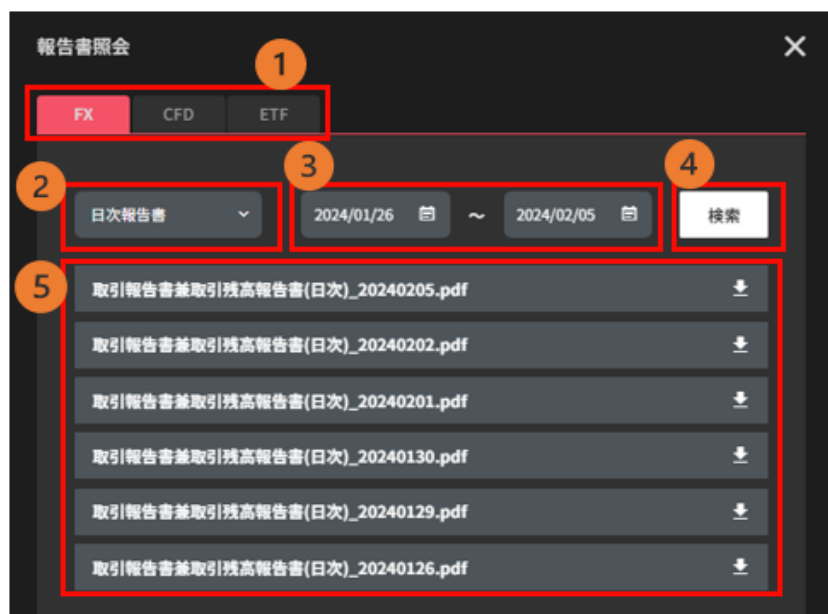 報告書照会
1
FX CFD ETF
2 3 4
日次報告書 2024/01/26 ～ 2024/02/05 検索
5
取引報告書兼取引残高報告書(日次)_20240205.pdf
取引報告書兼取引残高報告書(日次)_20240202.pdf
取引報告書兼取引残高報告書(日次)_20240201.pdf
取引報告書兼取引残高報告書(日次)_20240130.pdf
取引報告書兼取引残高報告書(日次)_20240129.pdf
取引報告書兼取引残高報告書(日次)_20240126.pdf